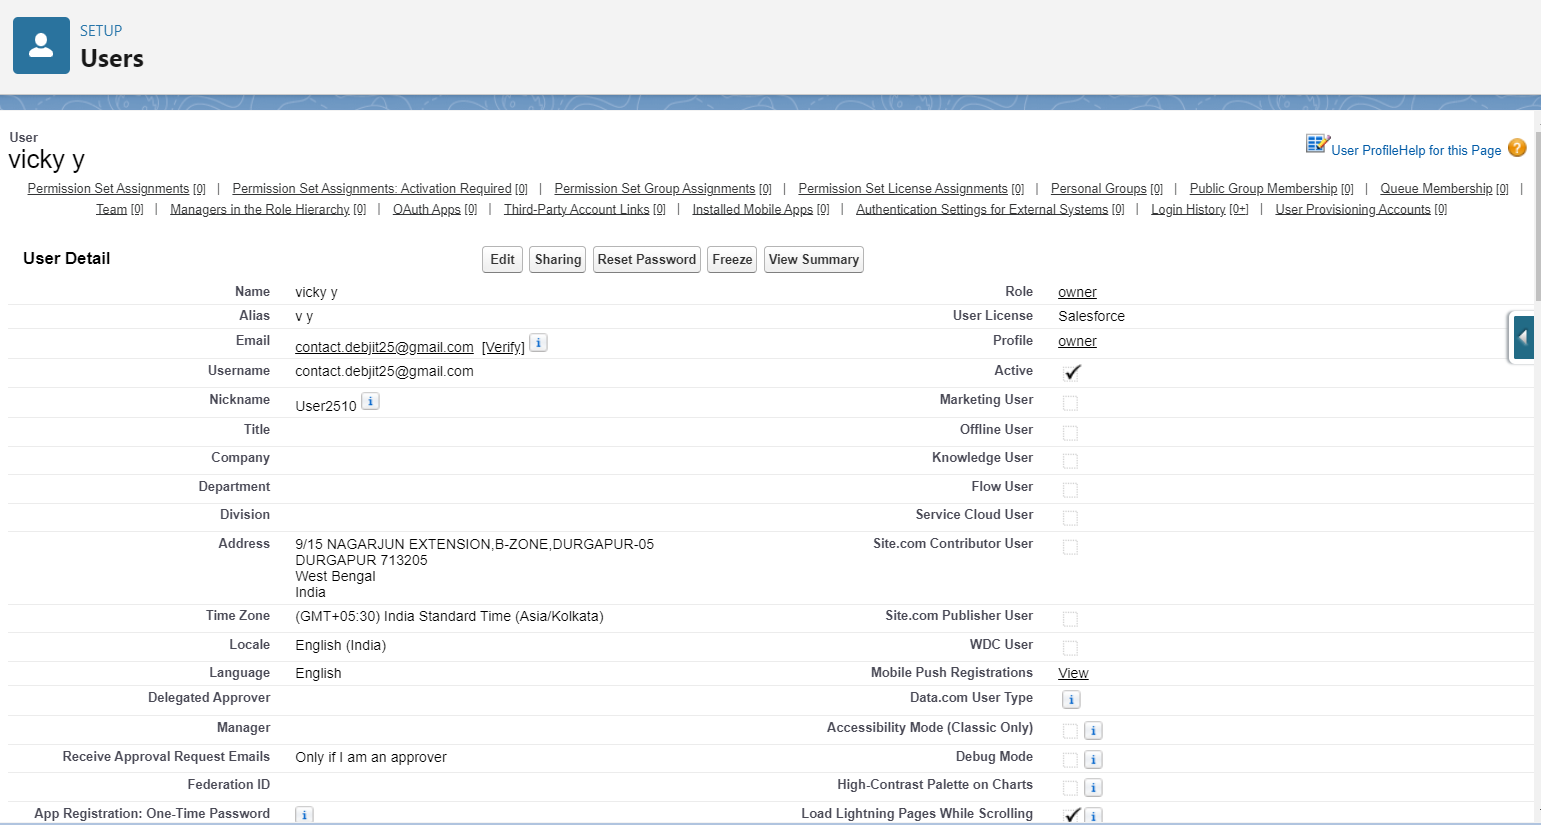 SETUP
Users
User
vicky y
User ProfileHelp for this Page ?
Permission Set Assignments [0] | Permission Set Assignments: Activation Required [0] | Permission Set Group Assignments [0] | Permission Set License Assignments [0] | Personal Groups [0] | Public Group Membership [0] | Queue Membership [0] |
Team [0] | Managers in the Role Hierarchy [0] | OAuth Apps [0] | Third-Party Account Links [0] | Installed Mobile Apps [0] | Authentication Settings for External Systems [0] | Login History [0+] | User Provisioning Accounts [0]
User Detail Edit Sharing Reset Password Freeze View Summary
Name vicky y Role owner
Alias v y User License Salesforce
Email contact.debjit25@gmail.com [Verify] i Profile owner
Username contact.debjit25@gmail.com Active
Nickname User2510 i Marketing User
Title Offline User
Company Knowledge User
Department Flow User
Division Service Cloud User
Address 9/15 NAGARJUN EXTENSION,B-ZONE,DURGAPUR-05 Site.com Contributor User
DURGAPUR 713205
West Bengal
India
Time Zone (GMT+05:30) India Standard Time (Asia/Kolkata) Site.com Publisher User
Locale English (India) WDC User
Language English Mobile Push Registrations View
Delegated Approver Data.com User Type i
Manager Accessibility Mode (Classic Only) i
Receive Approval Request Emails Only if I am an approver Debug Mode i
Federation ID High-Contrast Palette on Charts i
App Registration: One-Time Password i Load Lightning Pages While Scrolling i